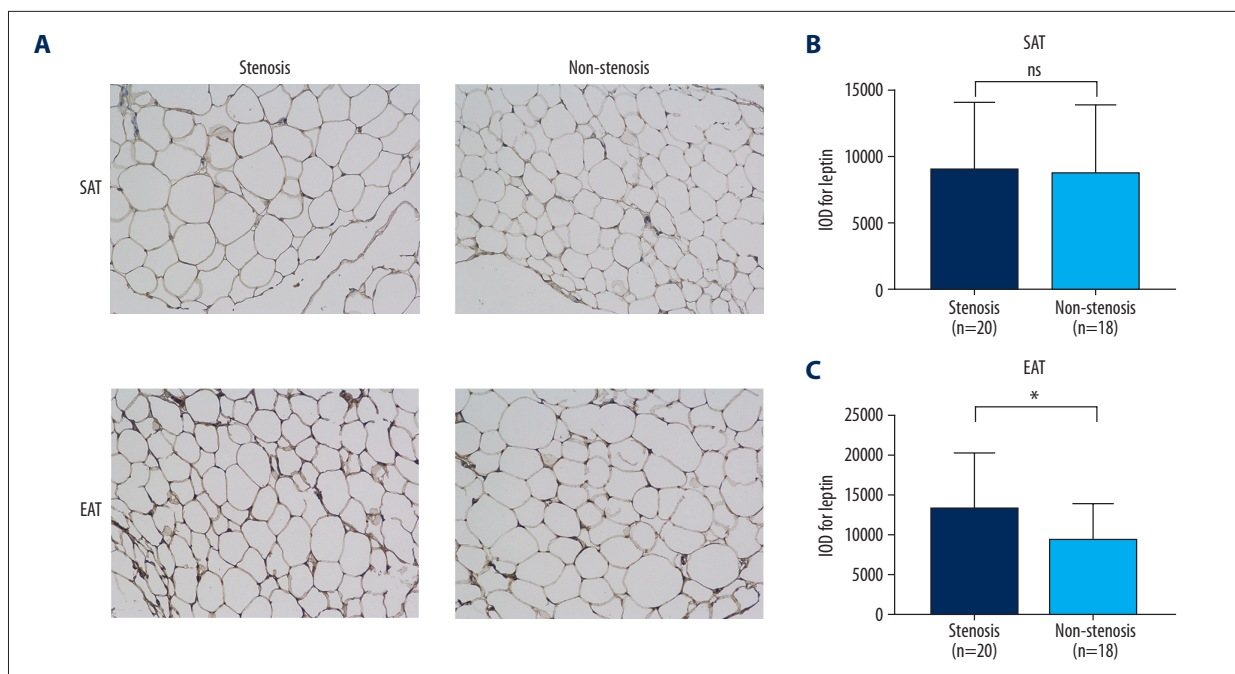 A
Stenosis
Non-stenosis
SAT
EAT
B
SAT
ns
15000
10000
5000
0
IOD for leptin
Stenosis
(n=20)
Non-stenosis
(n=18)
C
EAT
*
25000
20000
15000
10000
5000
0
IOD for leptin
Stenosis
(n=20)
Non-stenosis
(n=18)